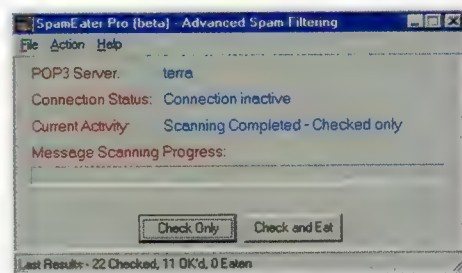 SpamEater Pro (beta) - Advanced Spam Filtering
File Action Help
POP3 Server: terra
Connection Status: Connection inactive
Current Activity: Scanning Completed - Checked only
Message Scanning Progress:
Check Only Check and Eat
Last Results - 22 Checked, 11 OK'd, 0 Eaten